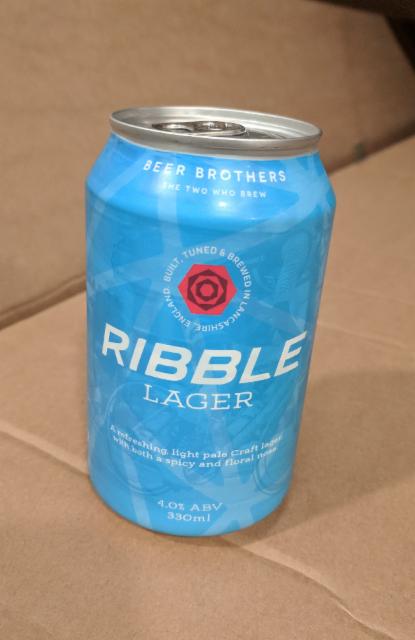 BEER BROTHERS
THE TWO WHO BREW
BUILT, TUNED & BREWED IN LANCASHIRE, ENGLAND
RIBBLE
LAGER
A refreshing, light pale Craft lager
with both a spicy and floral nose
4.0% ABV
330ml